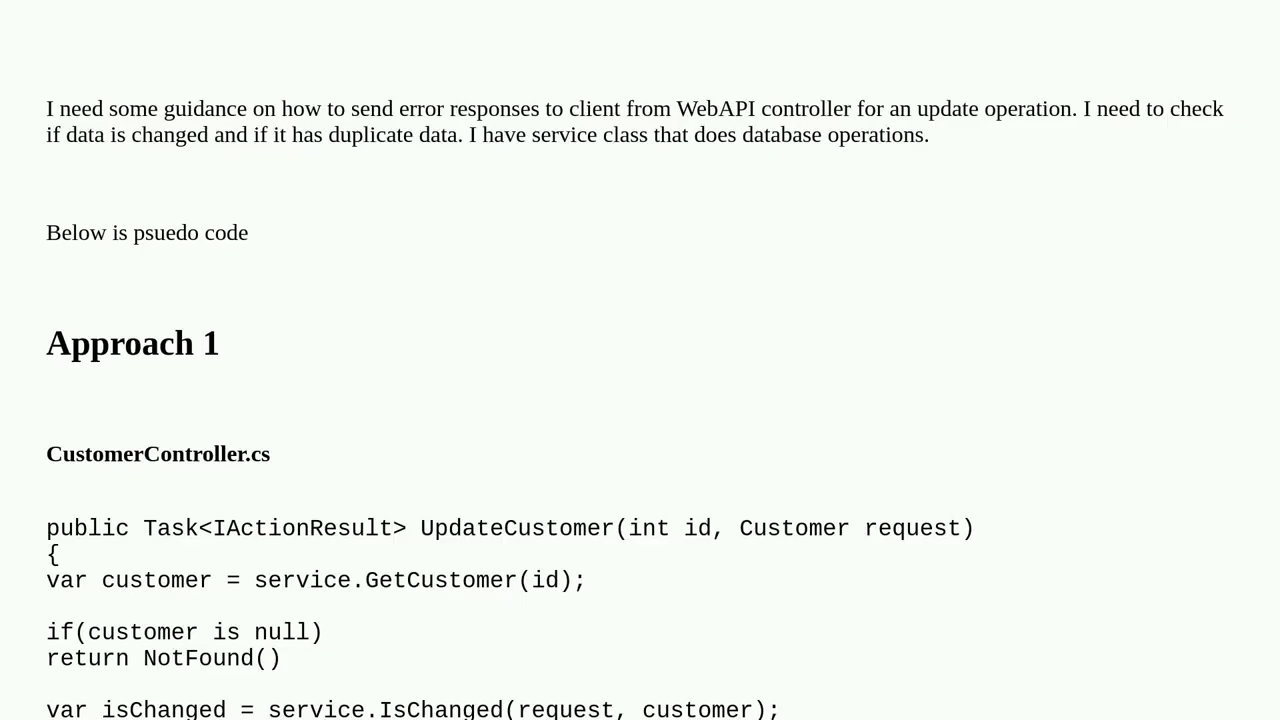 I need some guidance on how to send error responses to client from WebAPI controller for an update operation. I need to check
if data is changed and if it has duplicate data. I have service class that does database operations.
Below is psuedo code
Approach 1
CustomerController.cs
public Task<IActionResult> UpdateCustomer(int id, Customer request)
{
var customer = service.GetCustomer(id);
if(customer is null)
return NotFound()
var isChanged = service.IsChanged(request, customer);